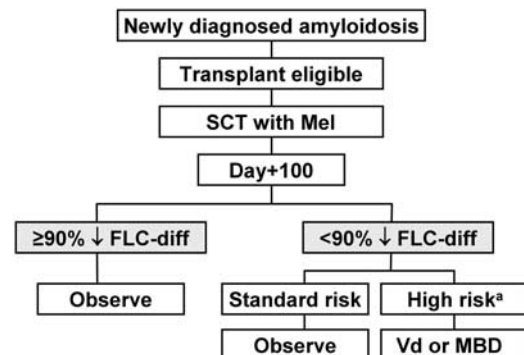 Newly diagnosed amyloidosis
Transplant eligible
SCT with Mel
Day+100
≥90% ↓ FLC-diff
<90% ↓ FLC-diff
Observe
Standard risk
High riskᵃ
Observe
Vd or MBD